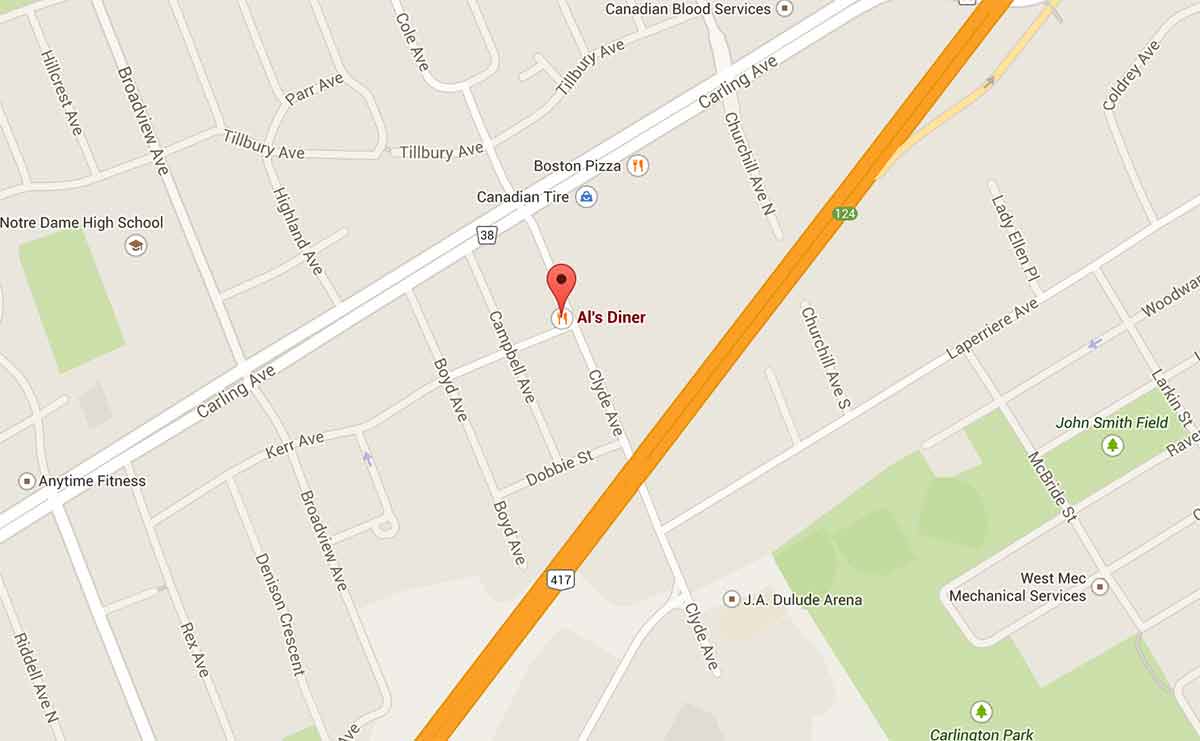 Canadian Blood Services
Cole Ave
Tillbury Ave
Carling Ave
Coldrey Ave
Hillcrest Ave
Broadview Ave
Parr Ave
Tillbury Ave
Tillbury Ave
Churchill Ave N
Boston Pizza
Canadian Tire
Highland Ave
Lady Ellen Pl
124
Notre Dame High School
38
Al's Diner
Campbell Ave
Churchill Ave S
Laperriere Ave
Woodwar
Boyd Ave
Carling Ave
Clyde Ave
Larkin St
John Smith Field
Kerr Ave
Dobbie St
Raves
McBride St
Anytime Fitness
Broadview Ave
Boyd Ave
417
Denison Crescent
West Mec
Mechanical Services
J.A. Dulude Arena
Clyde Ave
Rex Ave
Riddell Ave N
Carlington Park
Ave